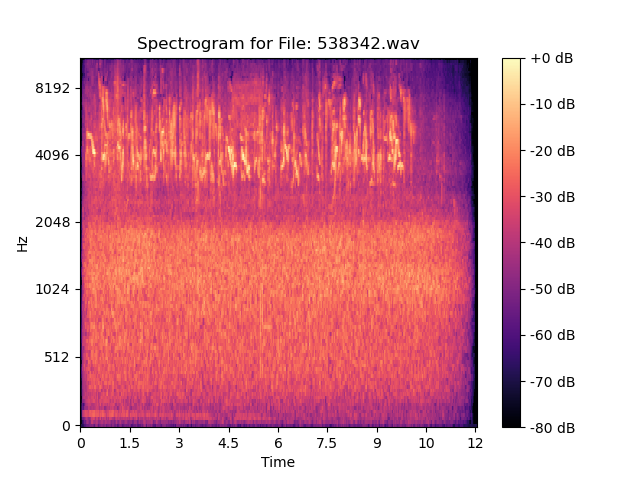 Spectrogram for File: 538342.wav
8192
4096
2048
1024
512
0
Hz
0 1.5 3 4.5 6 7.5 9 10 12
Time
+0 dB
-10 dB
-20 dB
-30 dB
-40 dB
-50 dB
-60 dB
-70 dB
-80 dB